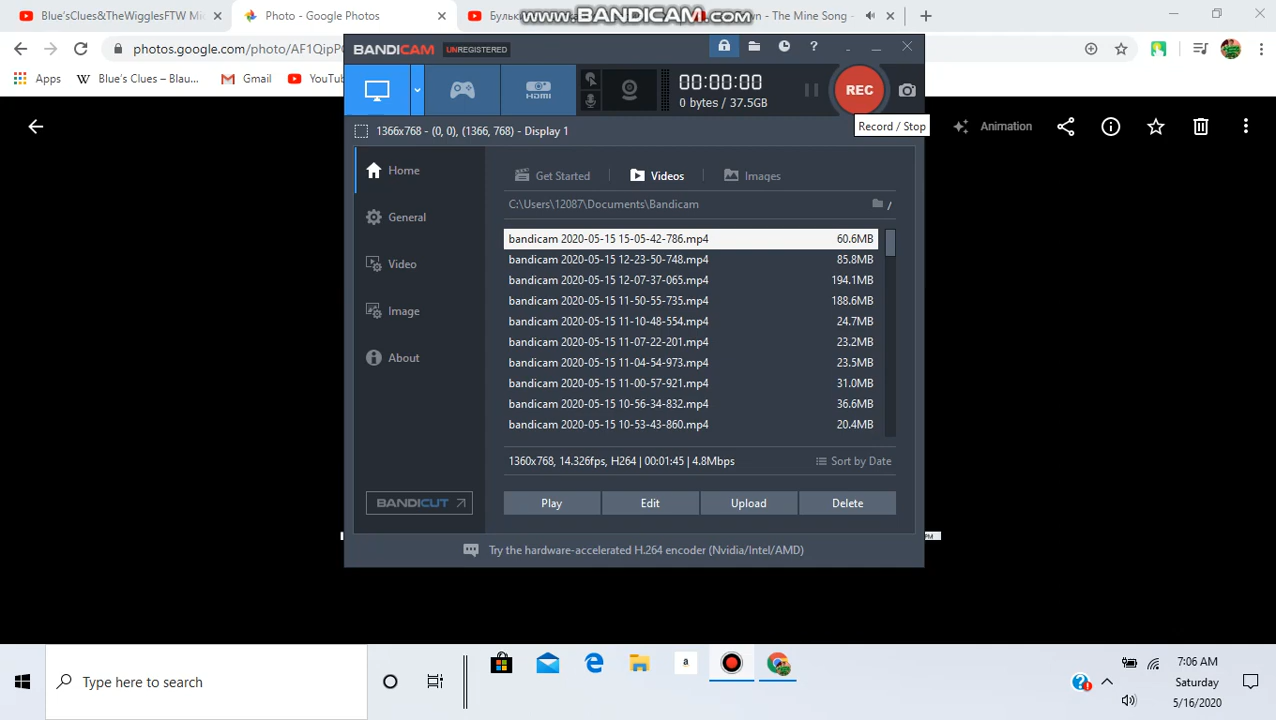 Blue'sClues&TheWigglesFTW Mi
Photo - Google Photos
Буль
www.BANDICAM.com
n - The Mine Song -
photos.google.com/photo/AF1QipP
Apps
W Blue's Clues – Blau...
Gmail
YouTub
BANDICAM UNREGISTERED
HDMI
00:00:00
0 bytes / 37.5GB
REC
Record / Stop
Animation
1366x768 - (0, 0), (1366, 768) - Display 1
Home
General
Video
Image
About
BANDICUT
Get Started
Videos
Images
C:\Users\12087\Documents\Bandicam
/
bandicam 2020-05-15 15-05-42-786.mp4 60.6MB
bandicam 2020-05-15 12-23-50-748.mp4 85.8MB
bandicam 2020-05-15 12-07-37-065.mp4 194.1MB
bandicam 2020-05-15 11-50-55-735.mp4 188.6MB
bandicam 2020-05-15 11-10-48-554.mp4 24.7MB
bandicam 2020-05-15 11-07-22-201.mp4 23.2MB
bandicam 2020-05-15 11-04-54-973.mp4 23.5MB
bandicam 2020-05-15 11-00-57-921.mp4 31.0MB
bandicam 2020-05-15 10-56-34-832.mp4 36.6MB
bandicam 2020-05-15 10-53-43-860.mp4 20.4MB
1360x768, 14.326fps, H264 | 00:01:45 | 4.8Mbps
Sort by Date
Play
Edit
Upload
Delete
PM
Try the hardware-accelerated H.264 encoder (Nvidia/Intel/AMD)
Type here to search
a
7:06 AM
Saturday
5/16/2020